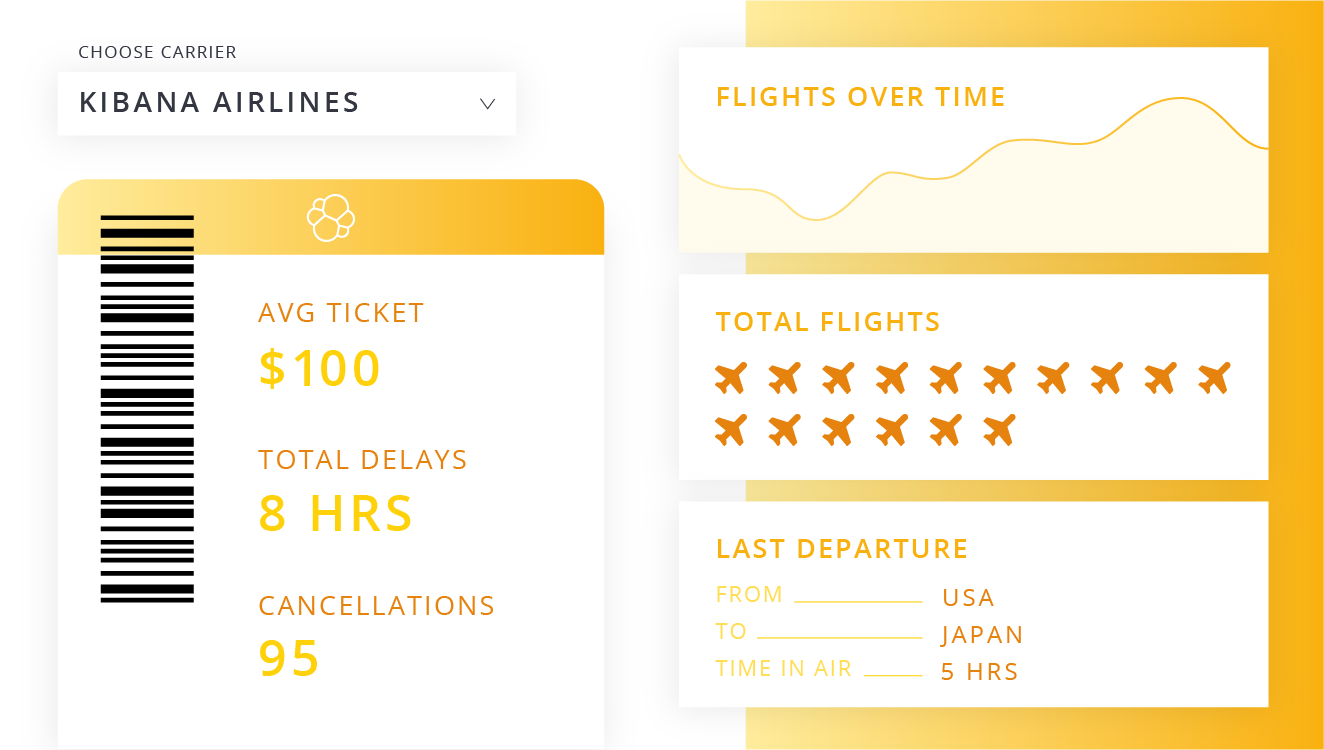 CHOOSE CARRIER
KIBANA AIRLINES
AVG TICKET
$100
TOTAL DELAYS
8 HRS
CANCELLATIONS
95
FLIGHTS OVER TIME
TOTAL FLIGHTS
LAST DEPARTURE
FROM USA
TO JAPAN
TIME IN AIR 5 HRS